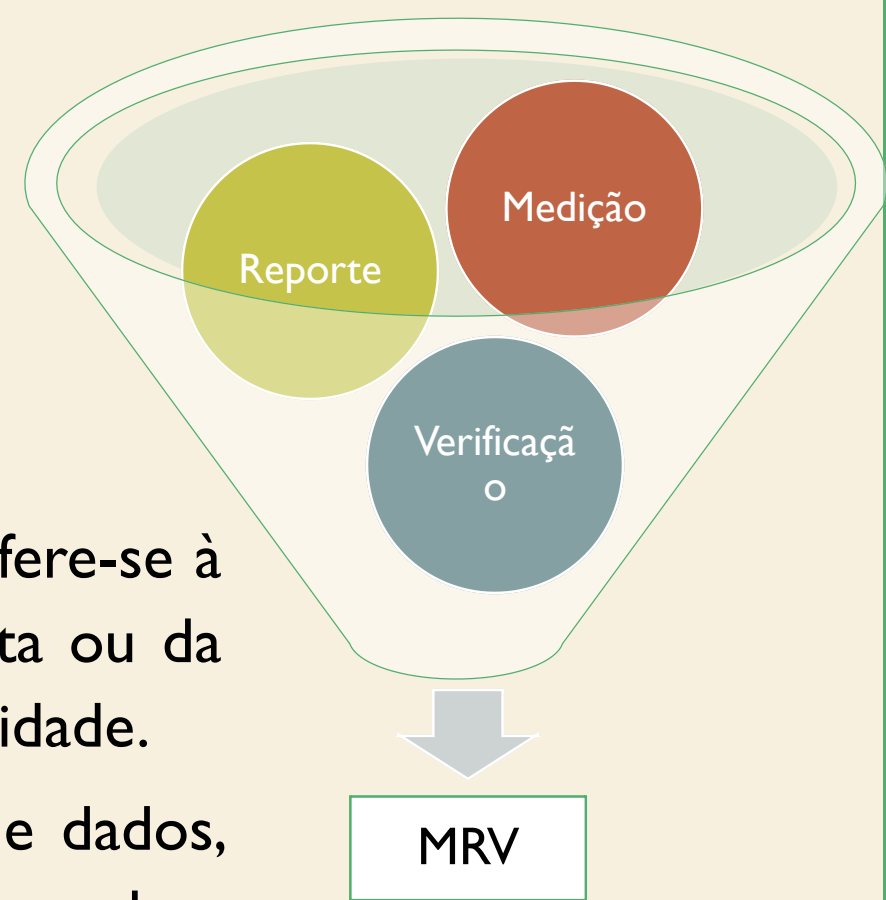 Medição
Reporte
Verificaçã
o
fere-se à
ta ou da
idade.
e dados,
MRV